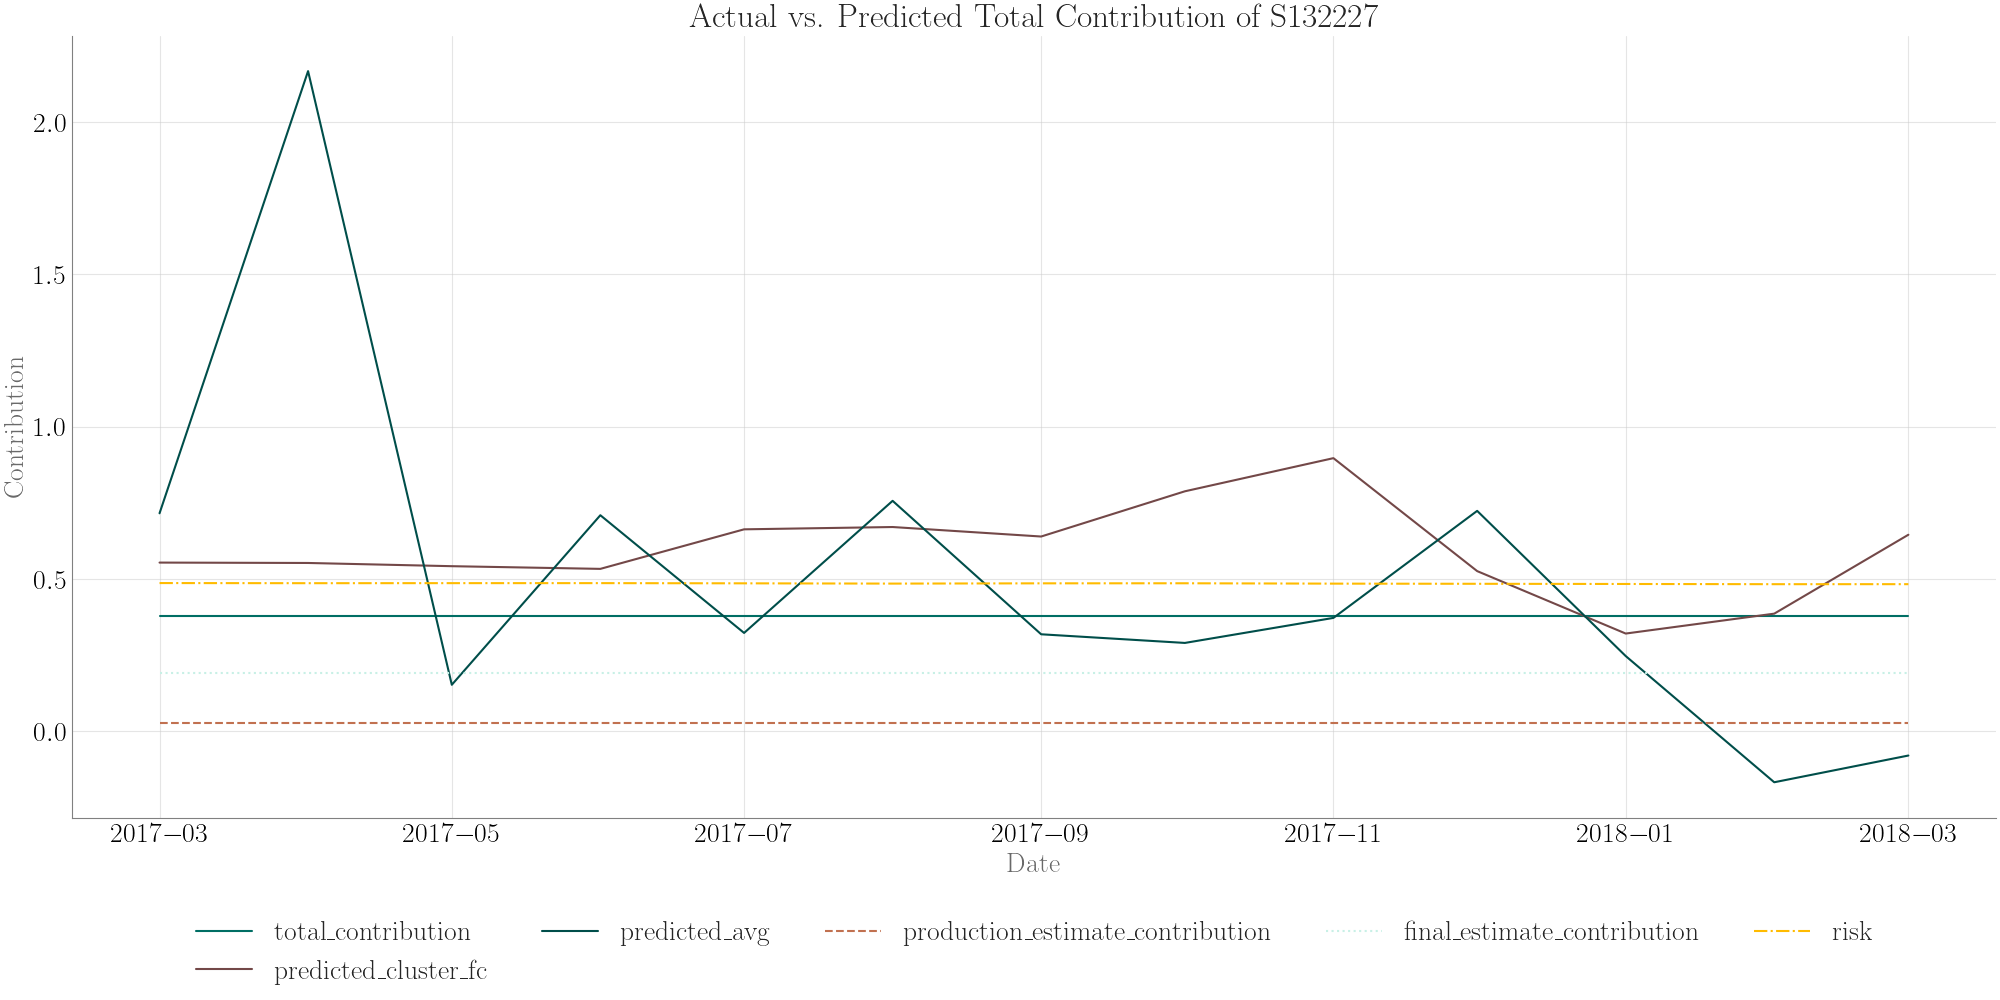 Actual vs. Predicted Total Contribution of S132227
Contribution
2.0
1.5
1.0
0.5
0.0
2017–03 2017–05 2017–07 2017–09 2017–11 2018–01 2018–03
Date
total_contribution predicted_avg production_estimate_contribution final_estimate_contribution risk
predicted_cluster_fc